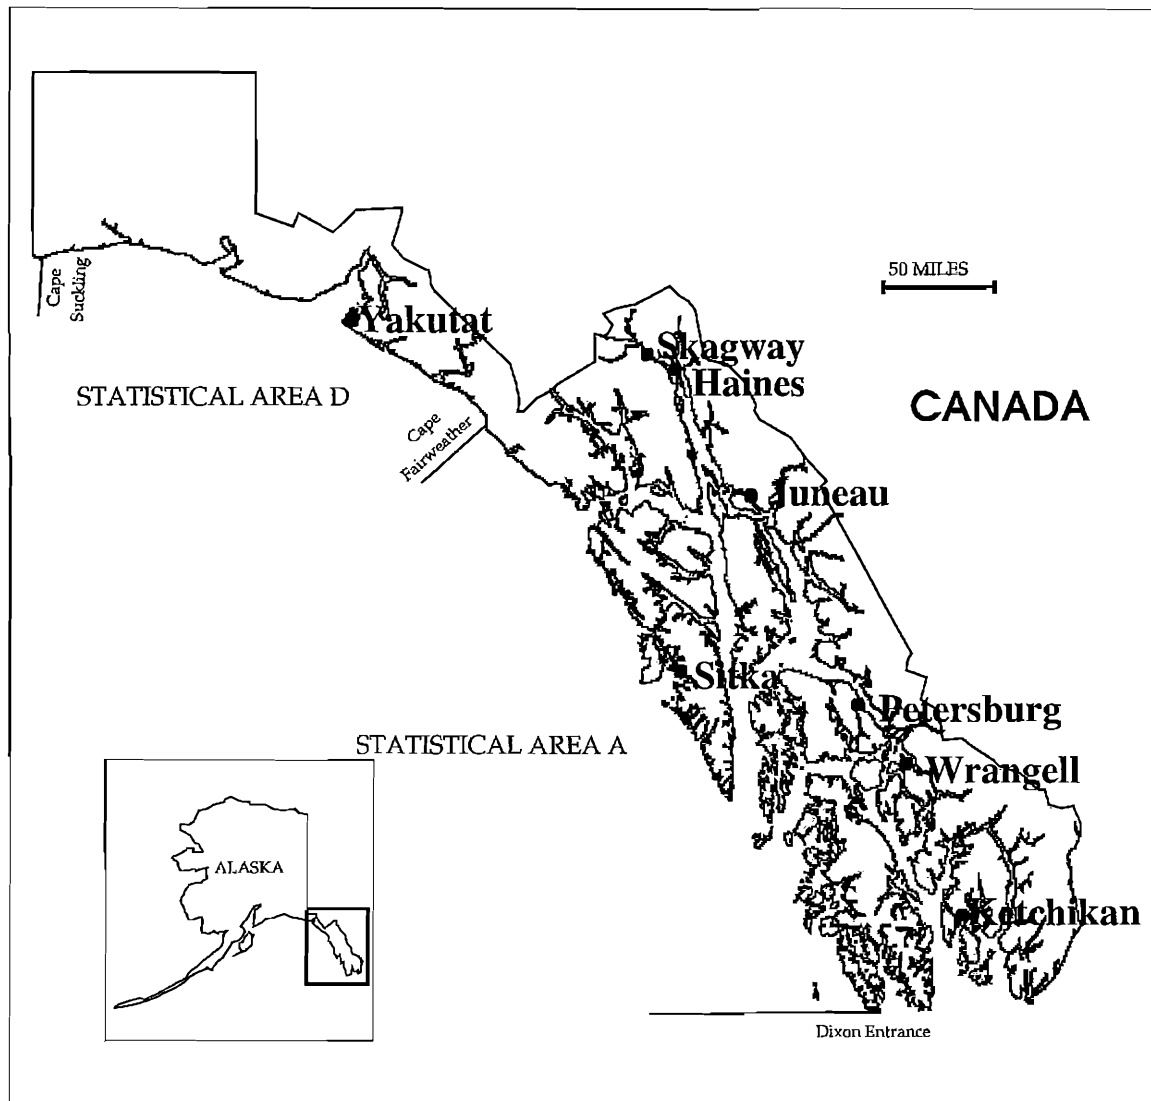 50 MILES
Cape
Suckling
Yakutat
Skagway
Haines
STATISTICAL AREA D
CANADA
Cape
Fairweather
Juneau
Sitka
Petersburg
STATISTICAL AREA A
Wrangell
ALASKA
Ketchikan
Dixon Entrance